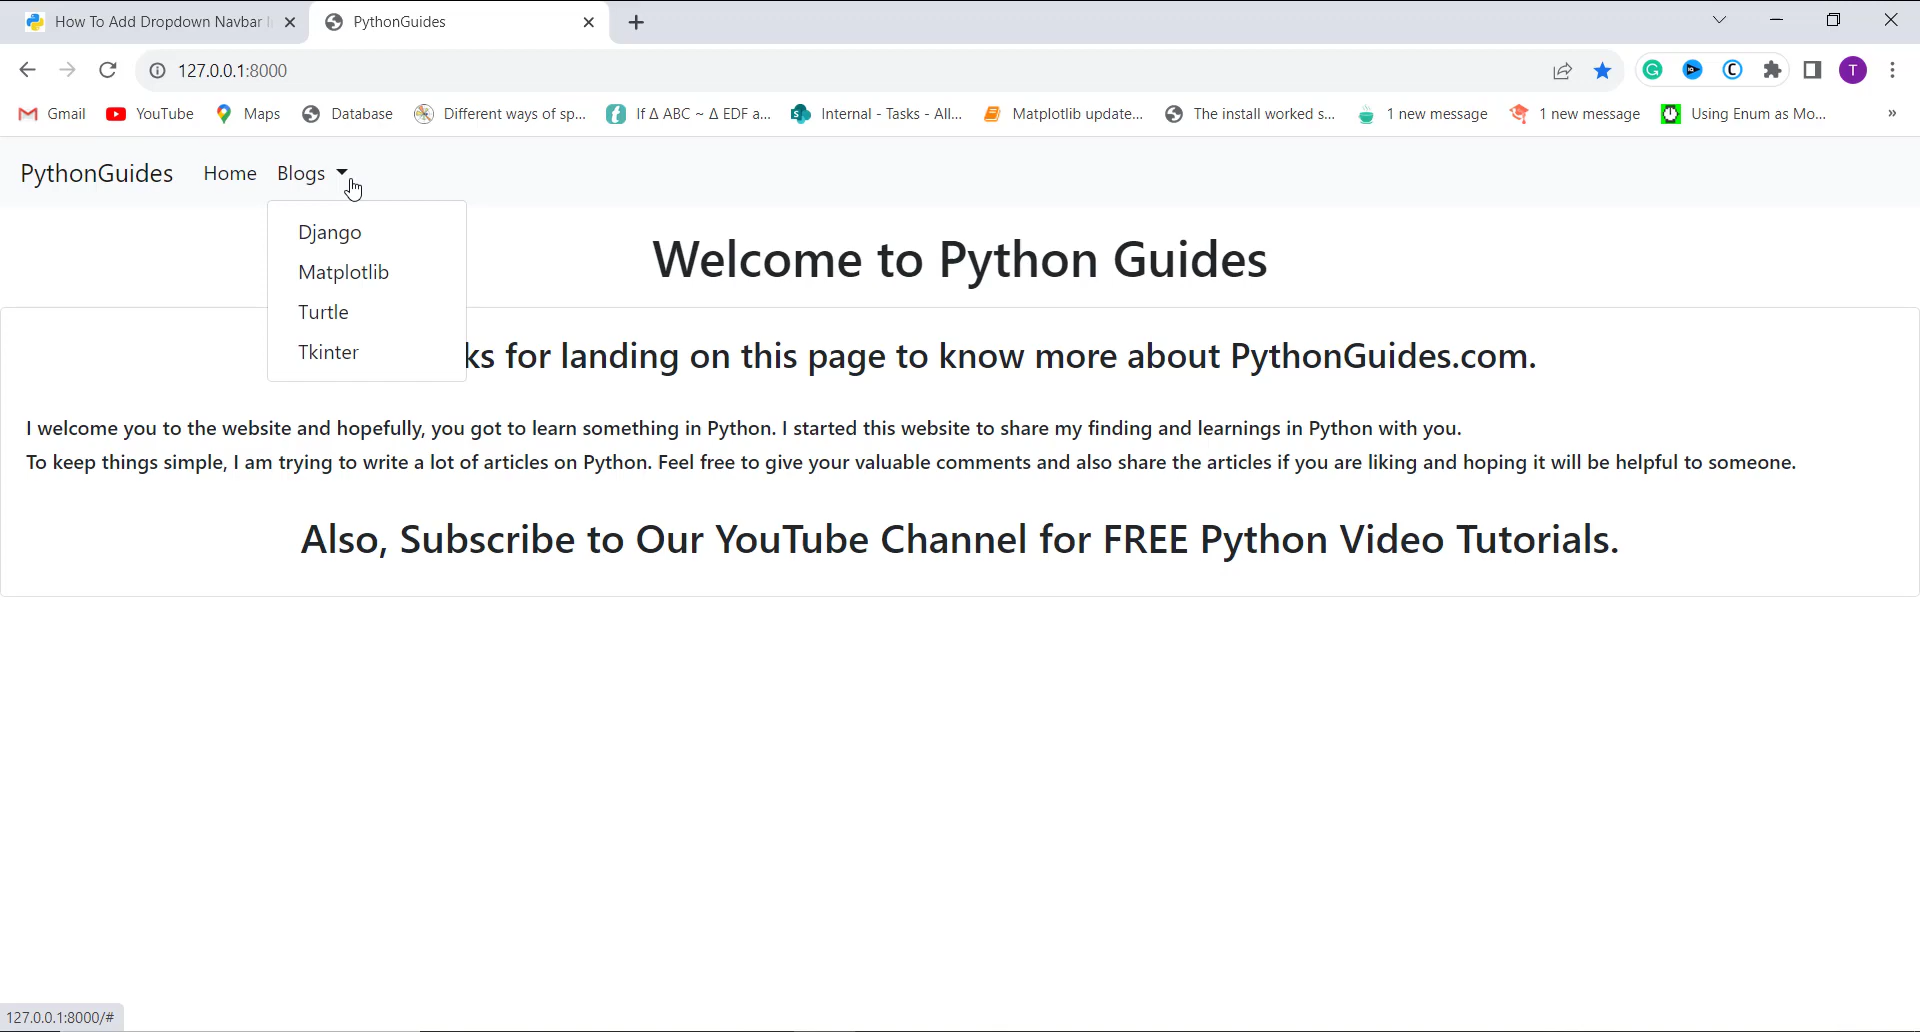 How To Add Dropdown Navbar
PythonGuides
127.0.0.1:8000
T
Gmail
YouTube
Maps
Database
Different ways of sp...
If Δ ABC ~ Δ EDF a...
Internal - Tasks - All...
Matplotlib update...
The install worked s...
1 new message
1 new message
Using Enum as Mo...
»
PythonGuides
Home
Blogs
Django
Matplotlib
Turtle
Tkinter
Welcome to Python Guides
ks for landing on this page to know more about PythonGuides.com.
I welcome you to the website and hopefully, you got to learn something in Python. I started this website to share my finding and learnings in Python with you.
To keep things simple, I am trying to write a lot of articles on Python. Feel free to give your valuable comments and also share the articles if you are liking and hoping it will be helpful to someone.
Also, Subscribe to Our YouTube Channel for FREE Python Video Tutorials.
127.0.0.1:8000/#